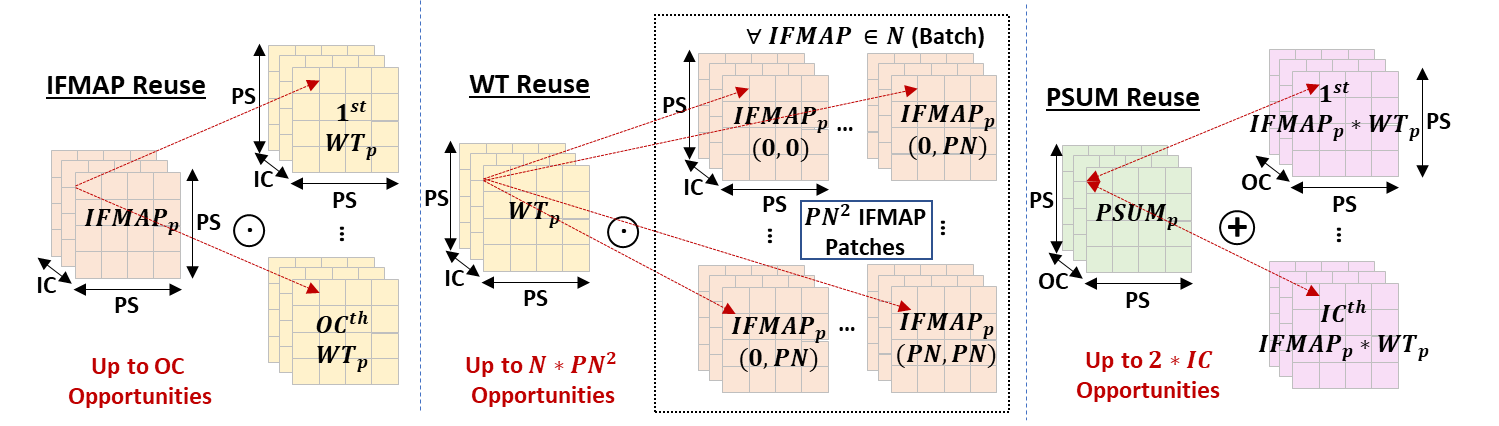 IFMAP Reuse
PS
1st
WTp
IC
PS
IFMAPp
PS
IC
PS
⊙
⋮
OCth
WTp
Up to OC
Opportunities
WT Reuse
PS
WTp
IC
PS
⊙
∀ IFMAP ∈ N (Batch)
PS
IFMAPp
(0, 0)
...
IFMAPp
(0, PN)
IC
PS
⋮
PN² IFMAP
Patches
⋮
IFMAPp
(0, PN)
...
IFMAPp
(PN, PN)
Up to N * PN²
Opportunities
PSUM Reuse
PS
PSUMp
OC
PS
+
1st
IFMAPp * WTp
PS
OC
PS
⋮
ICth
IFMAPp * WTp
Up to 2 * IC
Opportunities